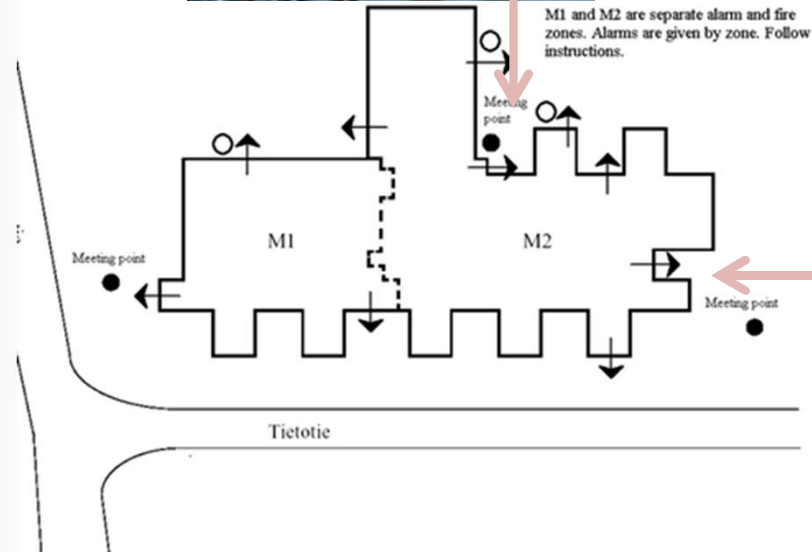 M1 and M2 are separate alarm and fire
zones. Alarms are given by zone. Follow
instructions.
Meeting
point
M1
M2
Meeting point
Meeting point
Tietotie